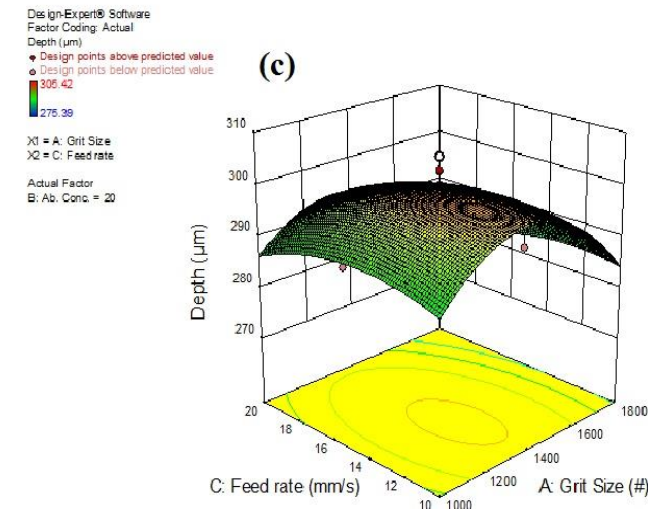 Design-Expert® Software
Factor Coding: Actual
Depth (µm)
Design points above predicted value
Design points below predicted value
305.42
275.39
X1 = A: Grit Size
X2 = C: Feed rate
Actual Factor
B: Ab. Conc. = 20
(c)
310
300
290
280
270
Depth (µm)
20
18
16
14
12
10
C: Feed rate (mm/s)
1000
1200
1400
1600
1800
A: Grit Size (#)